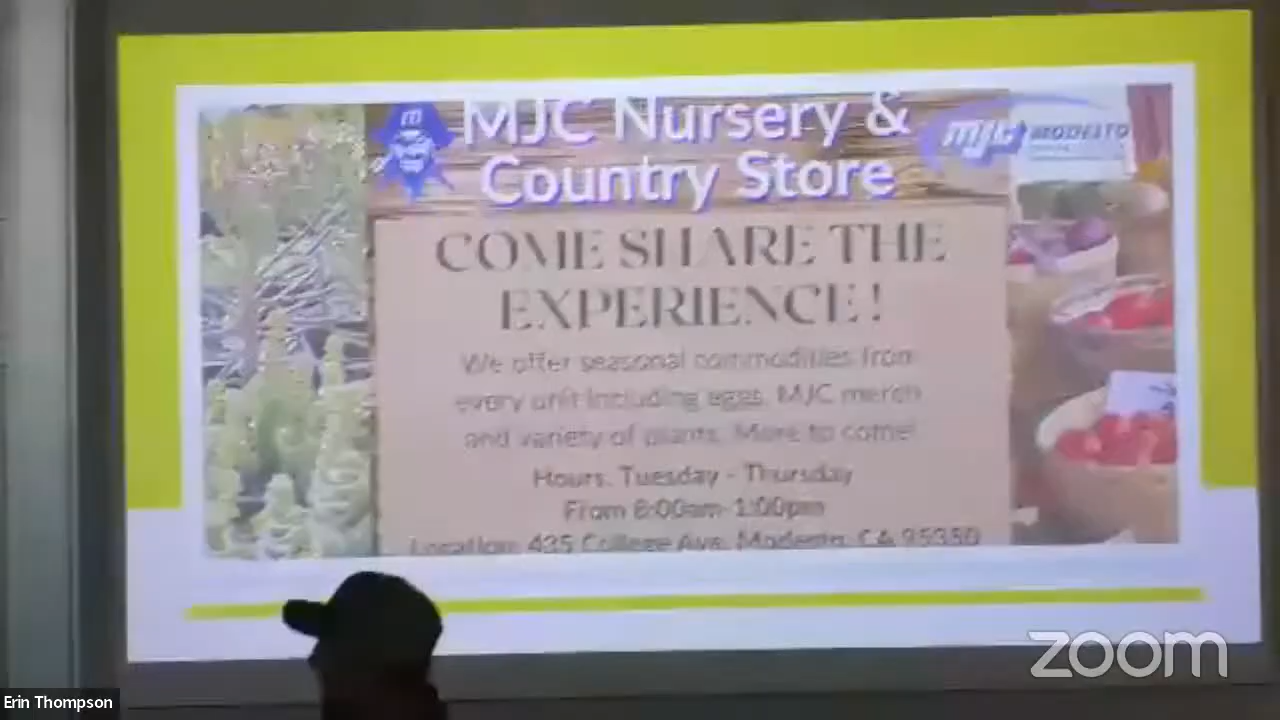 MJC Nursery &
Country Store
mjc MODESTO
COME SHARE THE
EXPERIENCE!
We offer seasonal commodities from
every unit including eggs, MJC merch
and variety of plants. More to come!
Hours: Tuesday - Thursday
From 8:00am-1:00pm
Location: 435 College Ave. Modesto, CA 95350
zoom
Erin Thompson